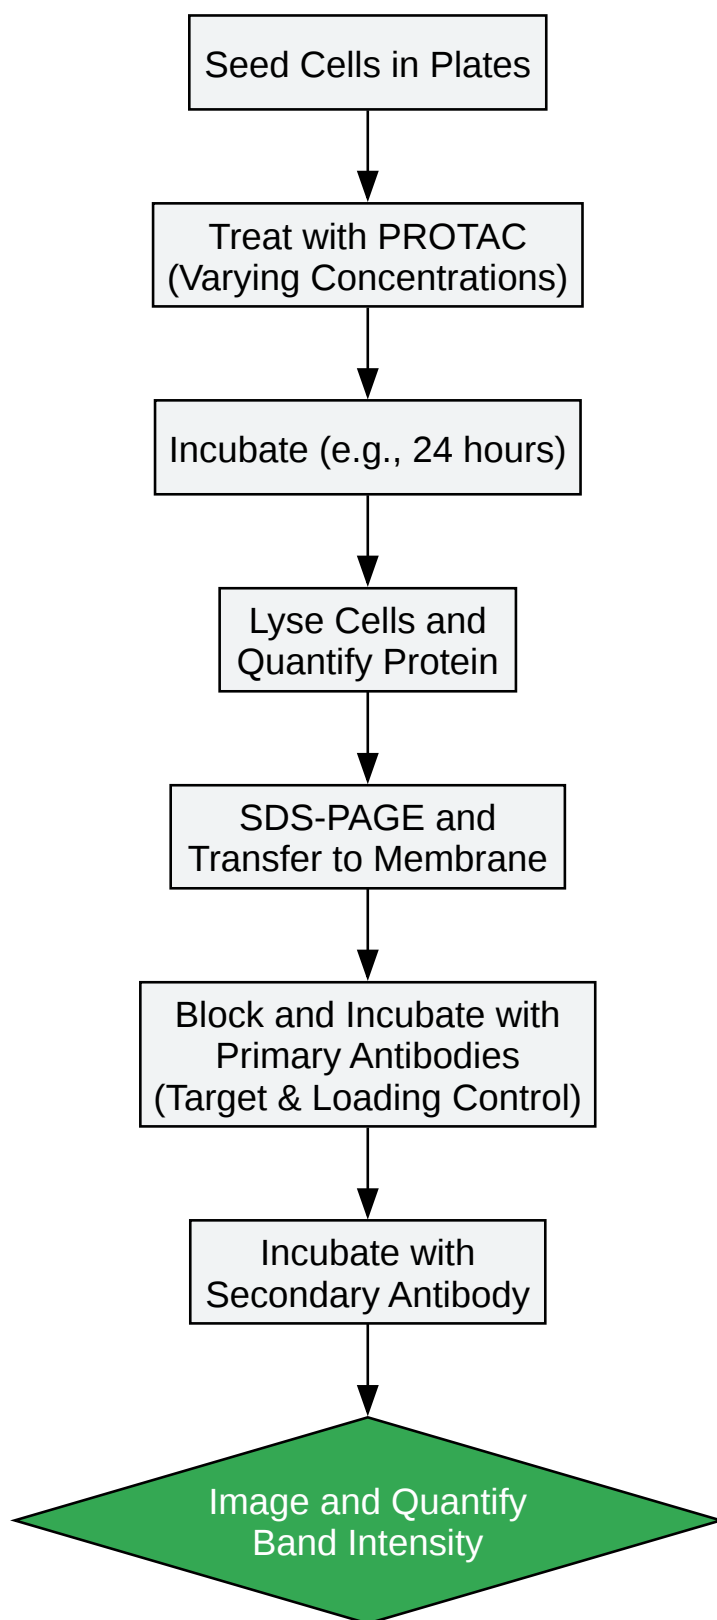 Seed Cells in Plates
Treat with PROTAC
(Varying Concentrations)
Incubate (e.g., 24 hours)
Lyse Cells and
Quantify Protein
SDS-PAGE and
Transfer to Membrane
Block and Incubate with
Primary Antibodies
(Target & Loading Control)
Incubate with
Secondary Antibody
Image and Quantify
Band Intensity